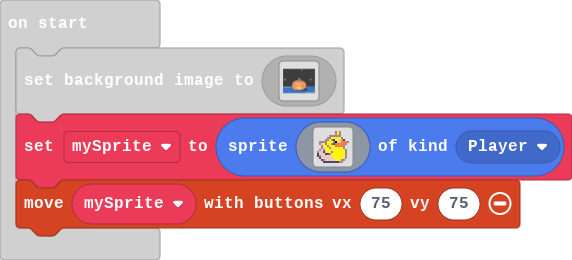 on start
set background image to
set mySprite to sprite of kind Player
move mySprite with buttons vx 75 vy 75